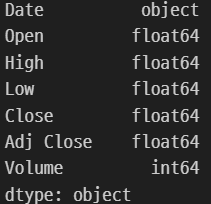 Date object
Open float64
High float64
Low float64
Close float64
Adj Close float64
Volume int64
dtype: object